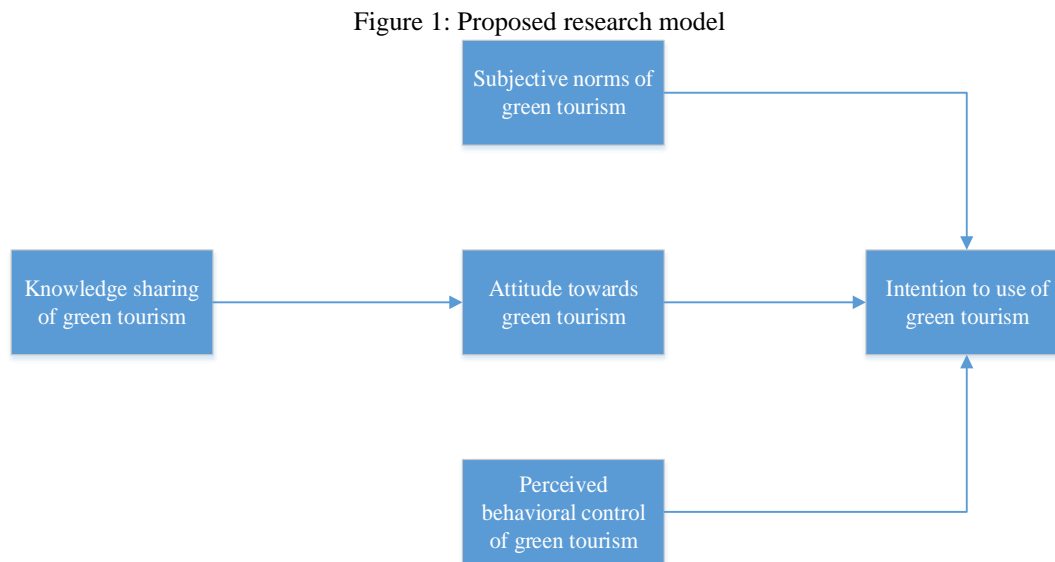 Figure 1: Proposed research model
Subjective norms of
green tourism
Knowledge sharing
of green tourism
Attitude towards
green tourism
Intention to use of
green tourism
Perceived
behavioral control
of green tourism